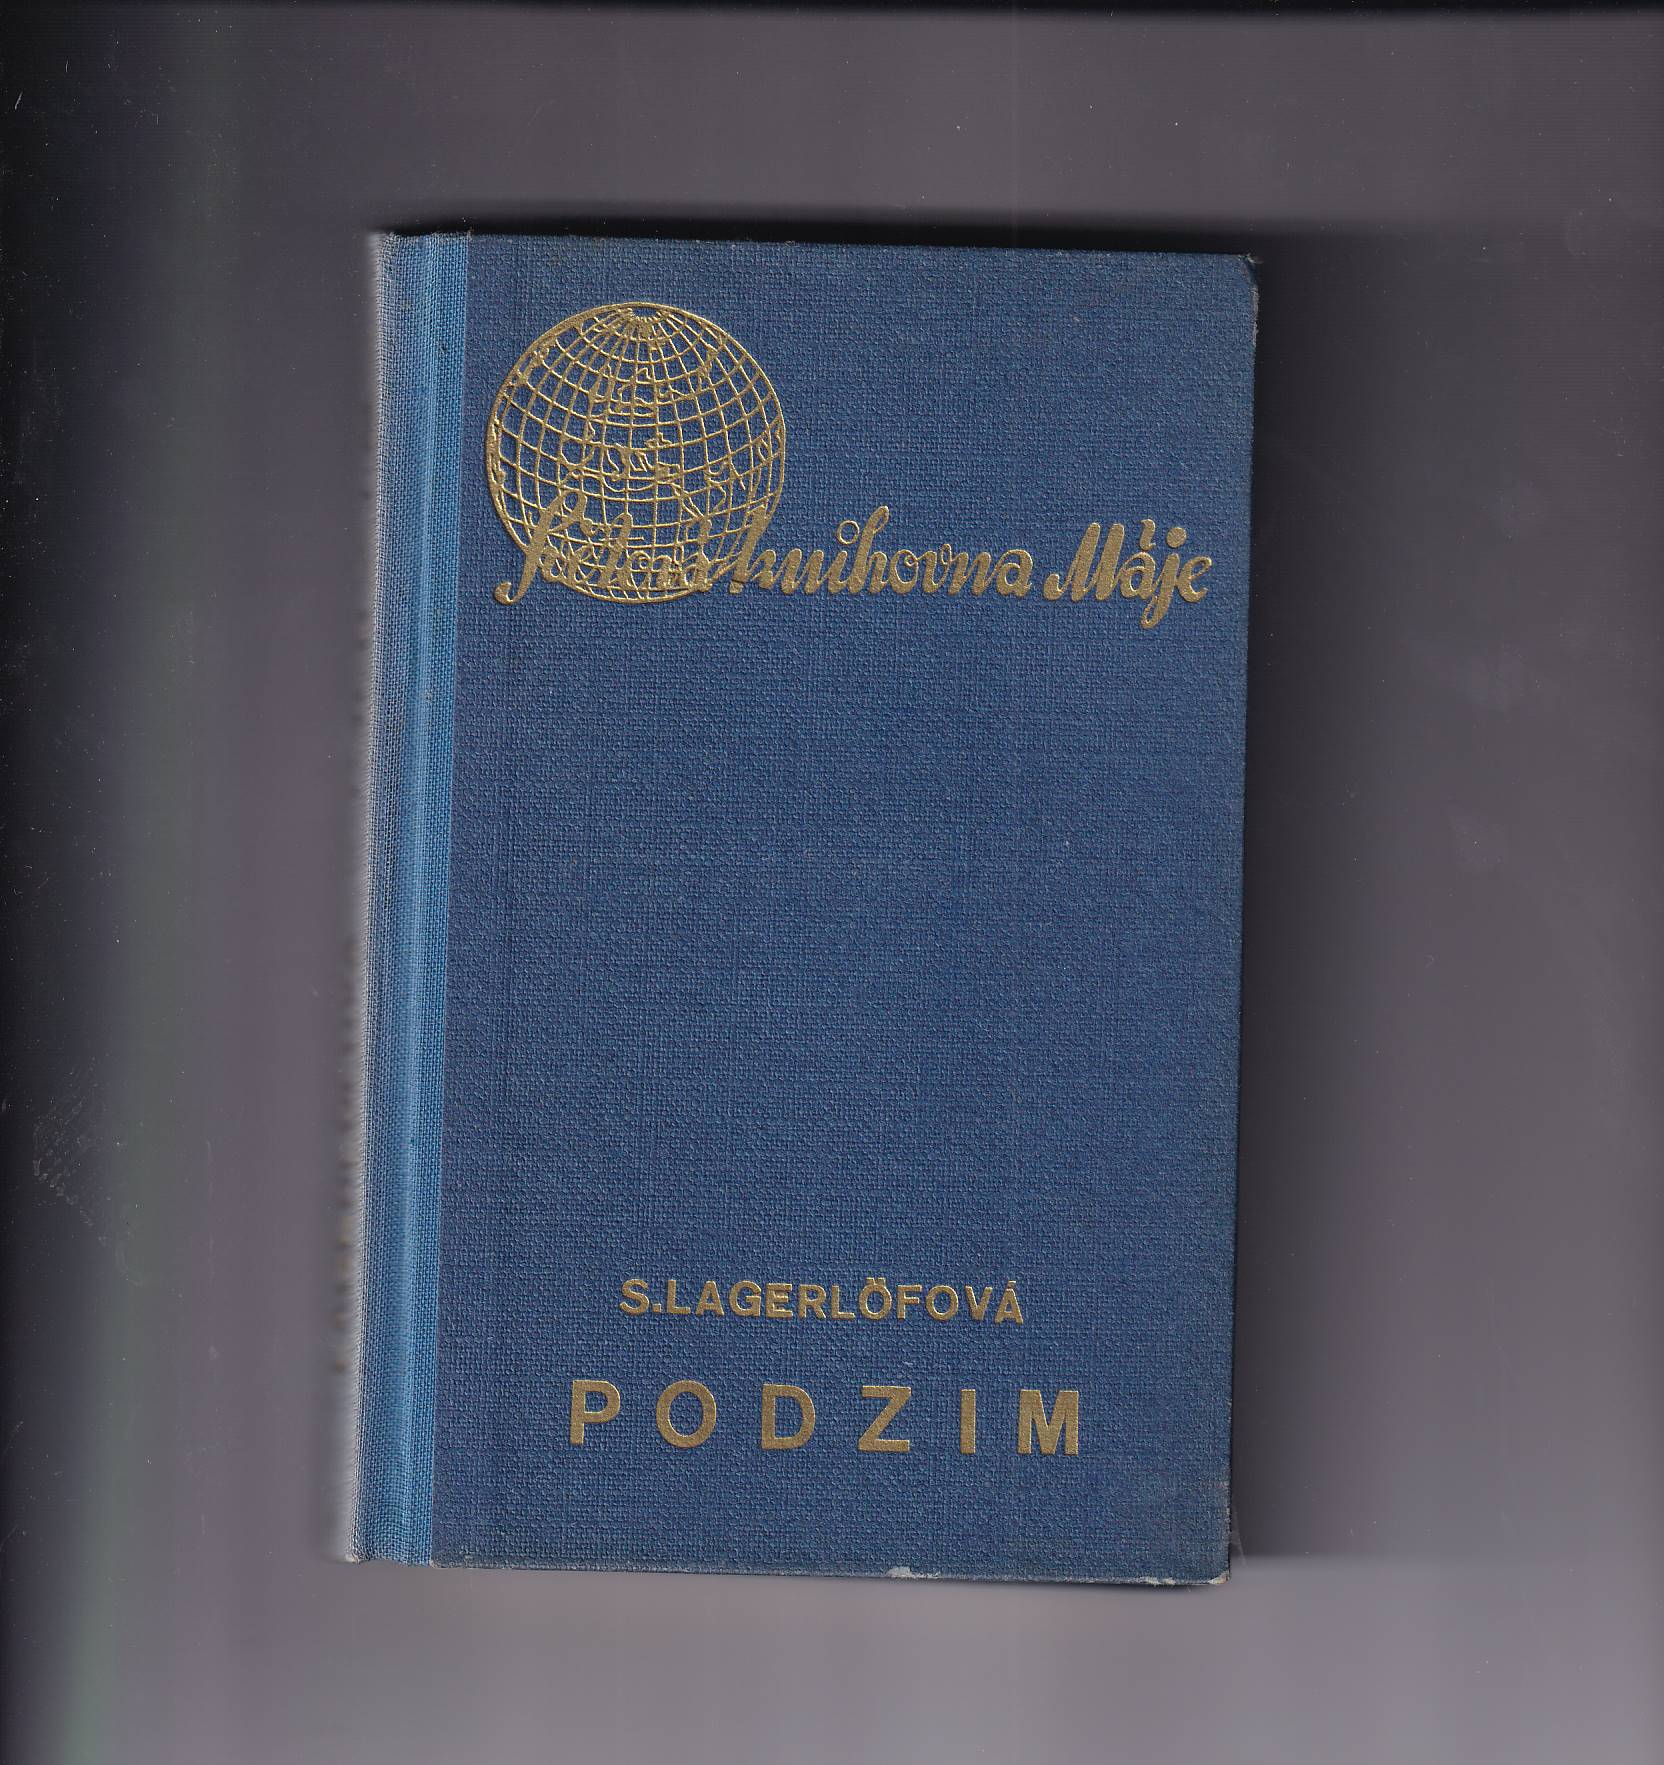 Světová knihovna Máje
S. LAGERLÖFOVÁ
PODZIM